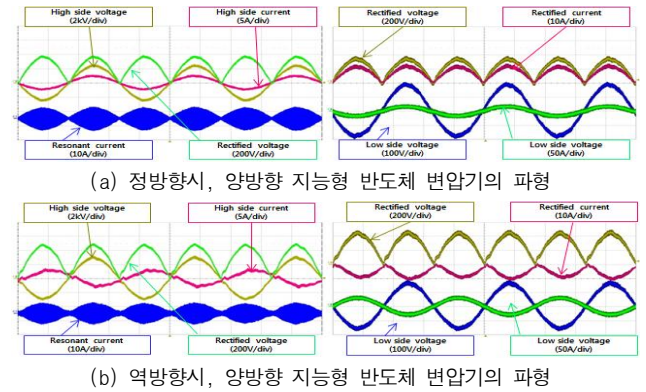 High side voltage
(2kV/div)
High side current
(5A/div)
Rectified voltage
(200V/div)
Rectified current
(10A/div)
Resonant current
(10A/div)
Rectified voltage
(200V/div)
Low side voltage
(100V/div)
Low side voltage
(50A/div)
(a) 정방향시, 양방향 지능형 반도체 변압기의 파형
High side voltage
(2kV/div)
High side current
(5A/div)
Rectified voltage
(200V/div)
Rectified current
(10A/div)
Resonant current
(10A/div)
Rectified voltage
(200V/div)
Low side voltage
(100V/div)
Low side voltage
(50A/div)
(b) 역방향시, 양방향 지능형 반도체 변압기의 파형